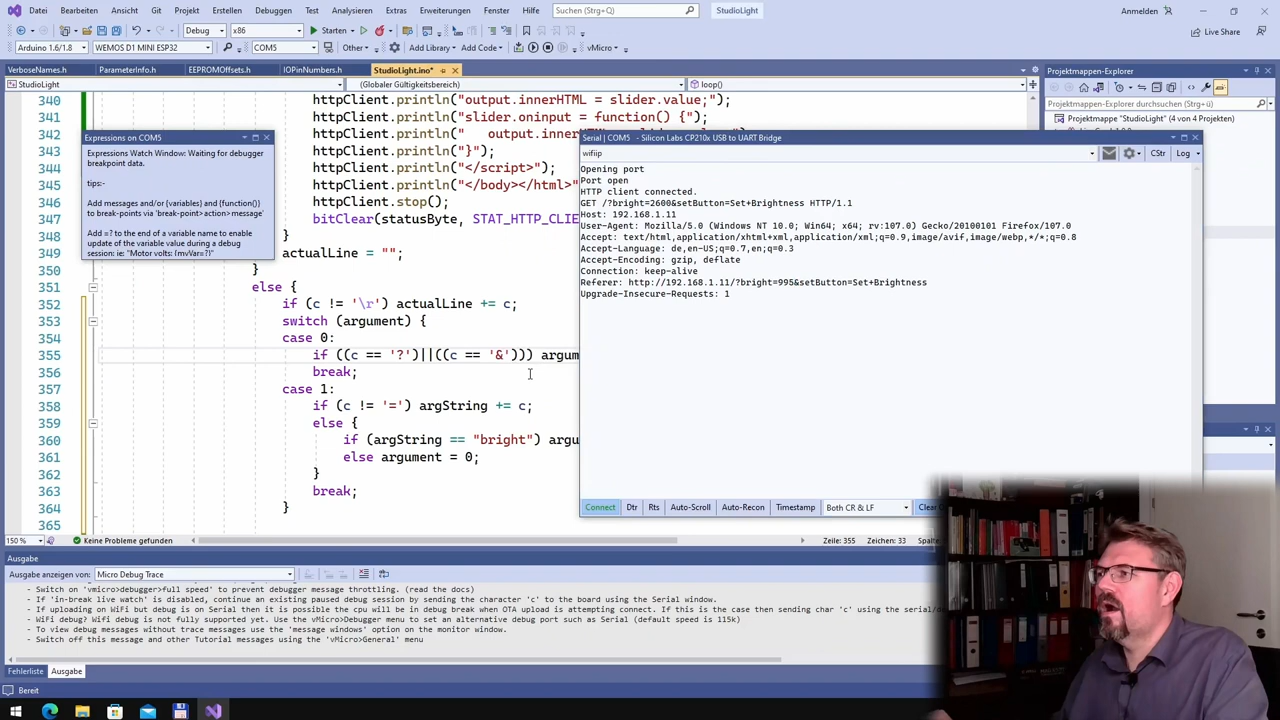 Datei Bearbeiten Ansicht Git Projekt Erstellen Debuggen Test Analysieren Extras Erweiterungen Fenster Hilfe Suchen (Strg+Q) StudioLight Anmelden
Debug x86 Starten Live Share
Arduino 1.6/1.8 WEMOS D1 MINI ESP32 COM5 Other Add Library Add Code vMicro
VerboseNames.h ParameterInfo.h EEPROMOffsets.h IOPinNumbers.h StudioLight.ino*
StudioLight (Globaler Gültigkeitsbereich) loop()
Projektmappen-Explorer
Projektmappen-Explorer durchsuchen (Strg+Ü)
Projektmappe "StudioLight" (4 von 4 Projekten)
340 httpClient.println("output.innerHTML = slider.value;");
341 httpClient.println("slider.oninput = function() {");
342 httpClient.println("   output.innerHTM
343 httpClient.println("}");
344 httpClient.println("</script>");
345 httpClient.println("</body></html>"
346 httpClient.stop();
347 bitClear(statusByte, STAT_HTTP_CLIE
348 }
349 actualLine = "";
350 }
351 else {
352 if (c != '\r') actualLine += c;
353 switch (argument) {
354 case 0:
355 if ((c == '?')||((c == '&'))) argum
356 break;
357 case 1:
358 if (c != '=') argString += c;
359 else {
360 if (argString == "bright") argu
361 else argument = 0;
362 }
363 break;
364 }
365
Expressions on COM5
Expressions Watch Window: Waiting for debugger
breakpoint data.
tips:-
Add messages and/or {variables} and {function()}
to break-points via 'break-point>action>message'
Add =? to the end of a variable name to enable
update of the variable value during a debug
session: ie: "Motor volts: {mvVar=?}"
Serial | COM5 - Silicon Labs CP210x USB to UART Bridge
wifiip
CStr Log
Opening port
Port open
HTTP client connected.
GET /?bright=2600&setButton=Set+Brightness HTTP/1.1
Host: 192.168.1.11
User-Agent: Mozilla/5.0 (Windows NT 10.0; Win64; x64; rv:107.0) Gecko/20100101 Firefox/107.0
Accept: text/html,application/xhtml+xml,application/xml;q=0.9,image/avif,image/webp,*/*;q=0.8
Accept-Language: de,en-US;q=0.7,en;q=0.3
Accept-Encoding: gzip, deflate
Connection: keep-alive
Referer: http://192.168.1.11/?bright=995&setButton=Set+Brightness
Upgrade-Insecure-Requests: 1
Connect Dtr Rts Auto-Scroll Auto-Recon Timestamp Both CR & LF Clear
150 % Keine Probleme gefunden Zeile: 355 Zeichen: 33
Ausgabe
Ausgabe anzeigen von: Micro Debug Trace
- Switch on 'vmicro>debugger>full speed' to prevent debugger message throttling. (read the docs)
- If 'in-break live watch' is disabled, continue an existing paused debug session by sending the character 'c' to the board using the Serial window.
- If uploading on WiFi but debug is on Serial then it is possible the cpu will be in debug break when OTA upload is attempting connect. If this is the case then sending char 'c' using the serial/
- WiFi debug? Wifi debug is not fully supported yet. Use the vMicro>Debugger menu to set an alternative debug port such as Serial (default speed is 115k)
- To view debug messages without trace messages use the 'message windows' option on the monitor window.
- Switch off this message and other Tutorial messages using the 'vMicro>General' menu
Fehlerliste Ausgabe
Bereit